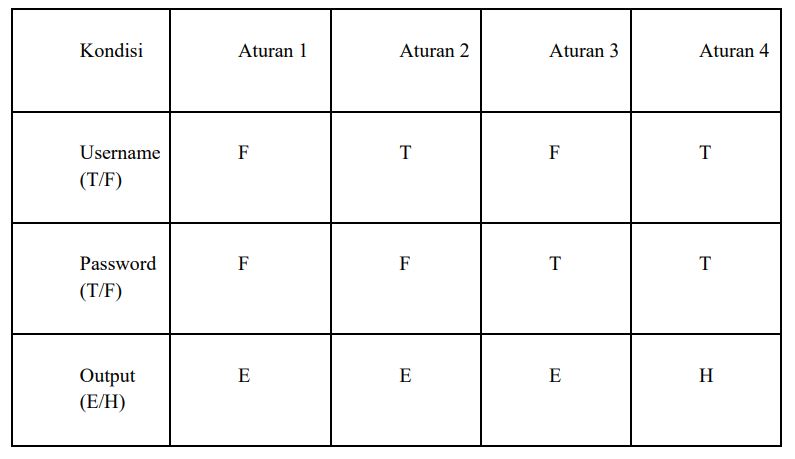 Kondisi Aturan 1 Aturan 2 Aturan 3 Aturan 4
Username F T F T
(T/F)
Password F F T T
(T/F)
Output E E E H
(E/H)